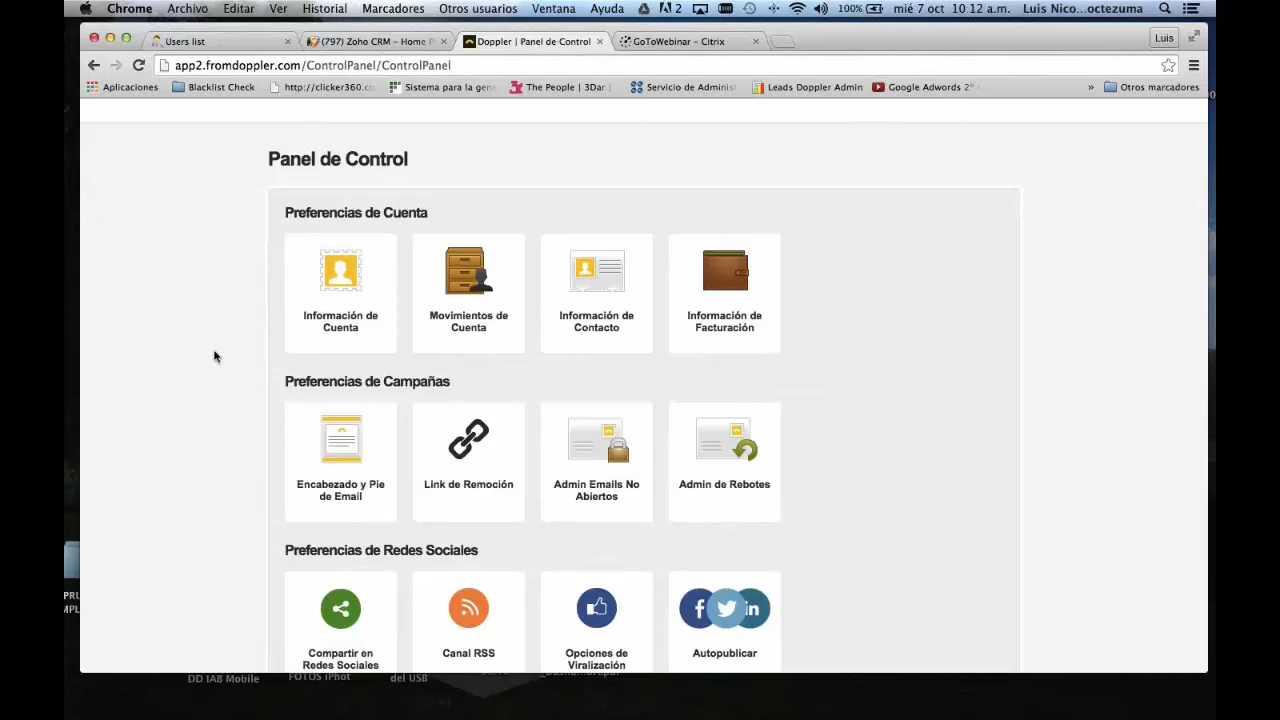 Chrome Archivo Editar Ver Historial Marcadores Otros usuarios Ventana Ayuda 2 100% mié 7 oct 10:12 a.m. Luis Nico...octezuma
Users list (797) Zoho CRM - Home P Doppler | Panel de Control GoToWebinar - Citrix Luis
app2.fromdoppler.com/ControlPanel/ControlPanel
Aplicaciones Blacklist Check http://clicker360.co Sistema para la gene The People | 3Dar | Servicio de Adminis Leads Doppler Admin Google Adwords 2º » Otros marcadores
Panel de Control
Preferencias de Cuenta
Información de
Cuenta
Movimientos de
Cuenta
Información de
Contacto
Información de
Facturación
Preferencias de Campañas
Encabezado y Pie
de Email
Link de Remoción
Admin Emails No
Abiertos
Admin de Rebotes
Preferencias de Redes Sociales
Compartir en
Redes Sociales
Canal RSS
Opciones de
Viralización
Autopublicar
DD IAB Mobile FOTOS iPhot del USB